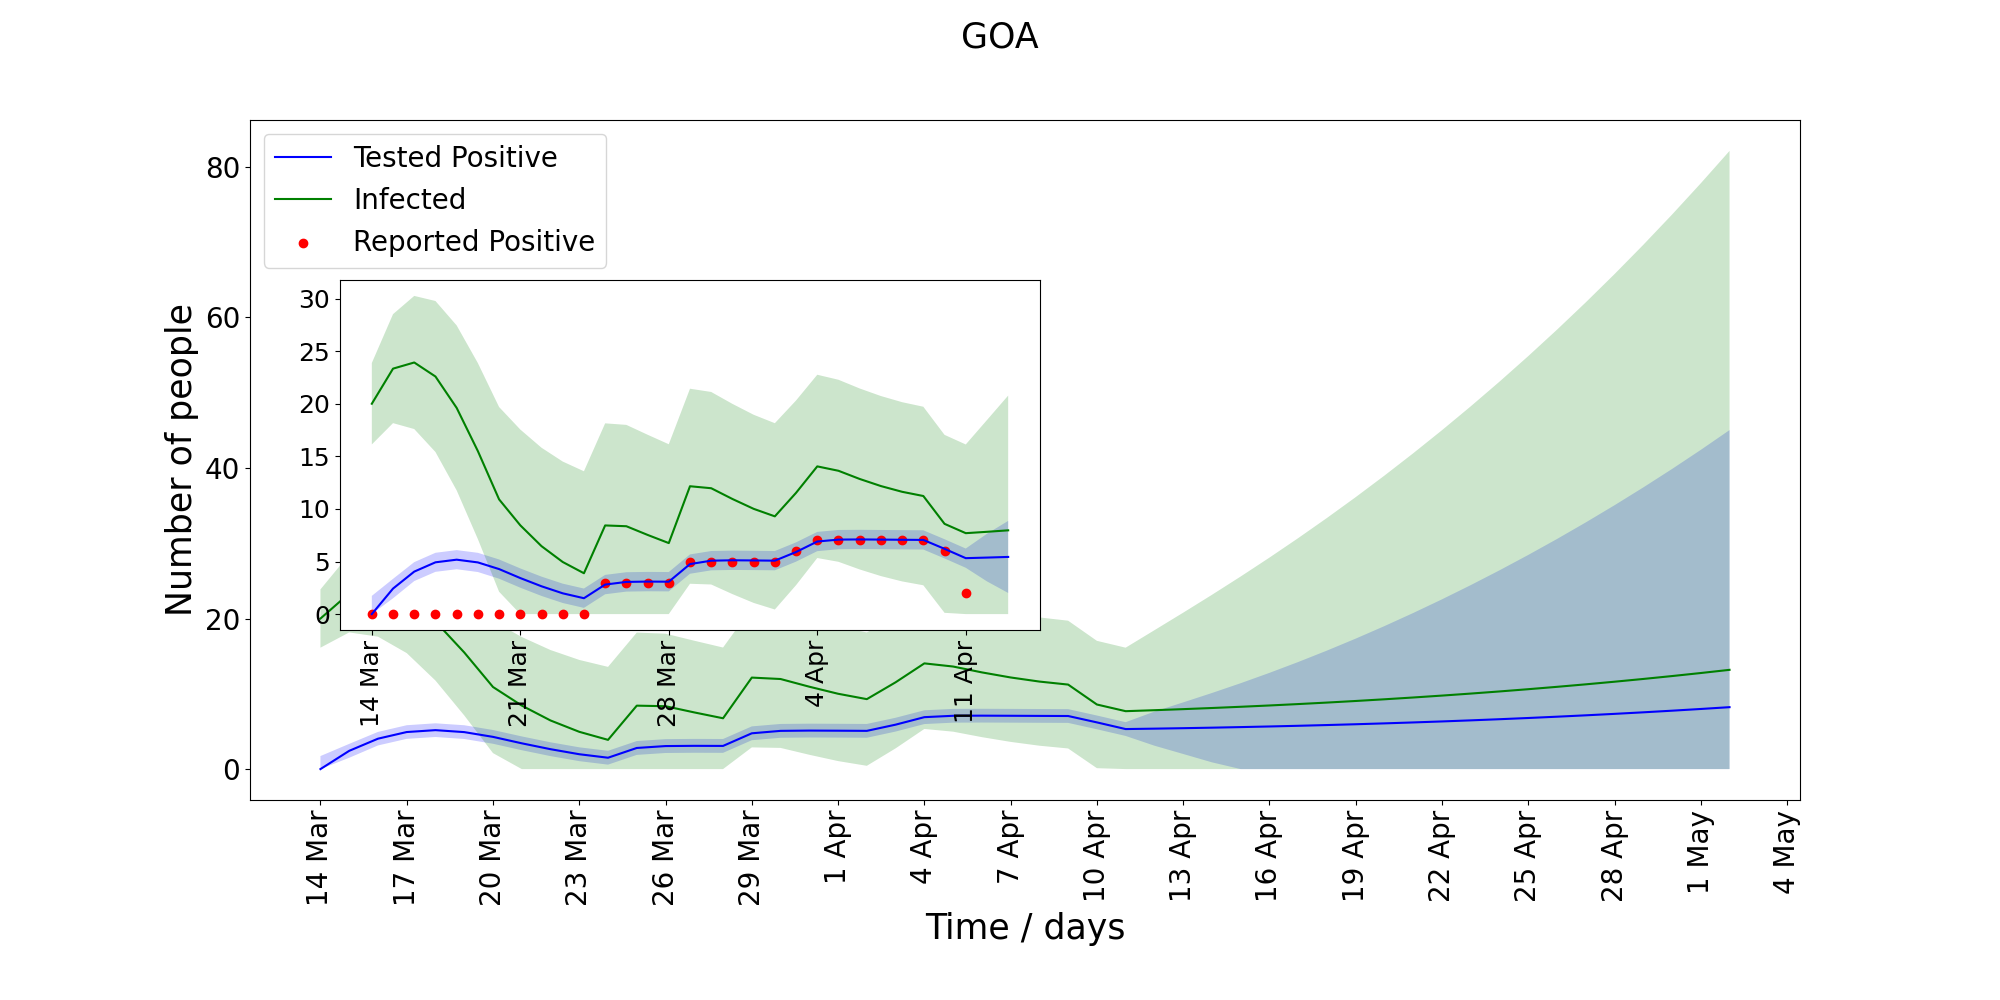 GOA
Tested Positive
Infected
Reported Positive
Number of people
80
60
40
20
0
30
25
20
15
10
5
0
14 Mar
21 Mar
28 Mar
4 Apr
11 Apr
14 Mar
17 Mar
20 Mar
23 Mar
26 Mar
29 Mar
1 Apr
4 Apr
7 Apr
10 Apr
13 Apr
16 Apr
19 Apr
22 Apr
25 Apr
28 Apr
1 May
4 May
Time / days